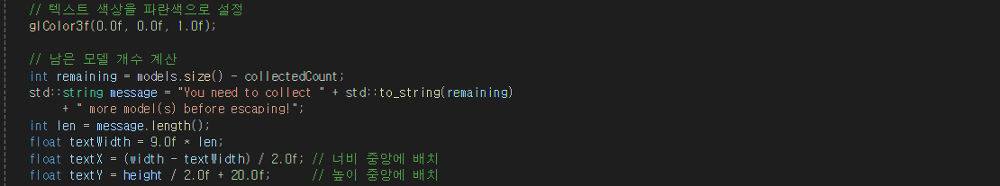 // 텍스트 색상을 파란색으로 설정
glColor3f(0.0f, 0.0f, 1.0f);
// 남은 모델 개수 계산
int remaining = models.size() - collectedCount;
std::string message = "You need to collect " + std::to_string(remaining)
+ " more model(s) before escaping!";
int len = message.length();
float textWidth = 9.0f * len;
float textX = (width - textWidth) / 2.0f; // 너비 중앙에 배치
float textY = height / 2.0f + 20.0f; // 높이 중앙에 배치